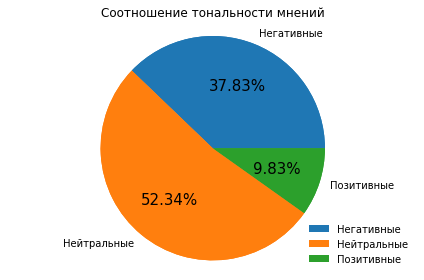 Соотношение тональности мнений
Негативные
37.83%
9.83%
Позитивные
52.34%
Нейтральные
Негативные
Нейтральные
Позитивные